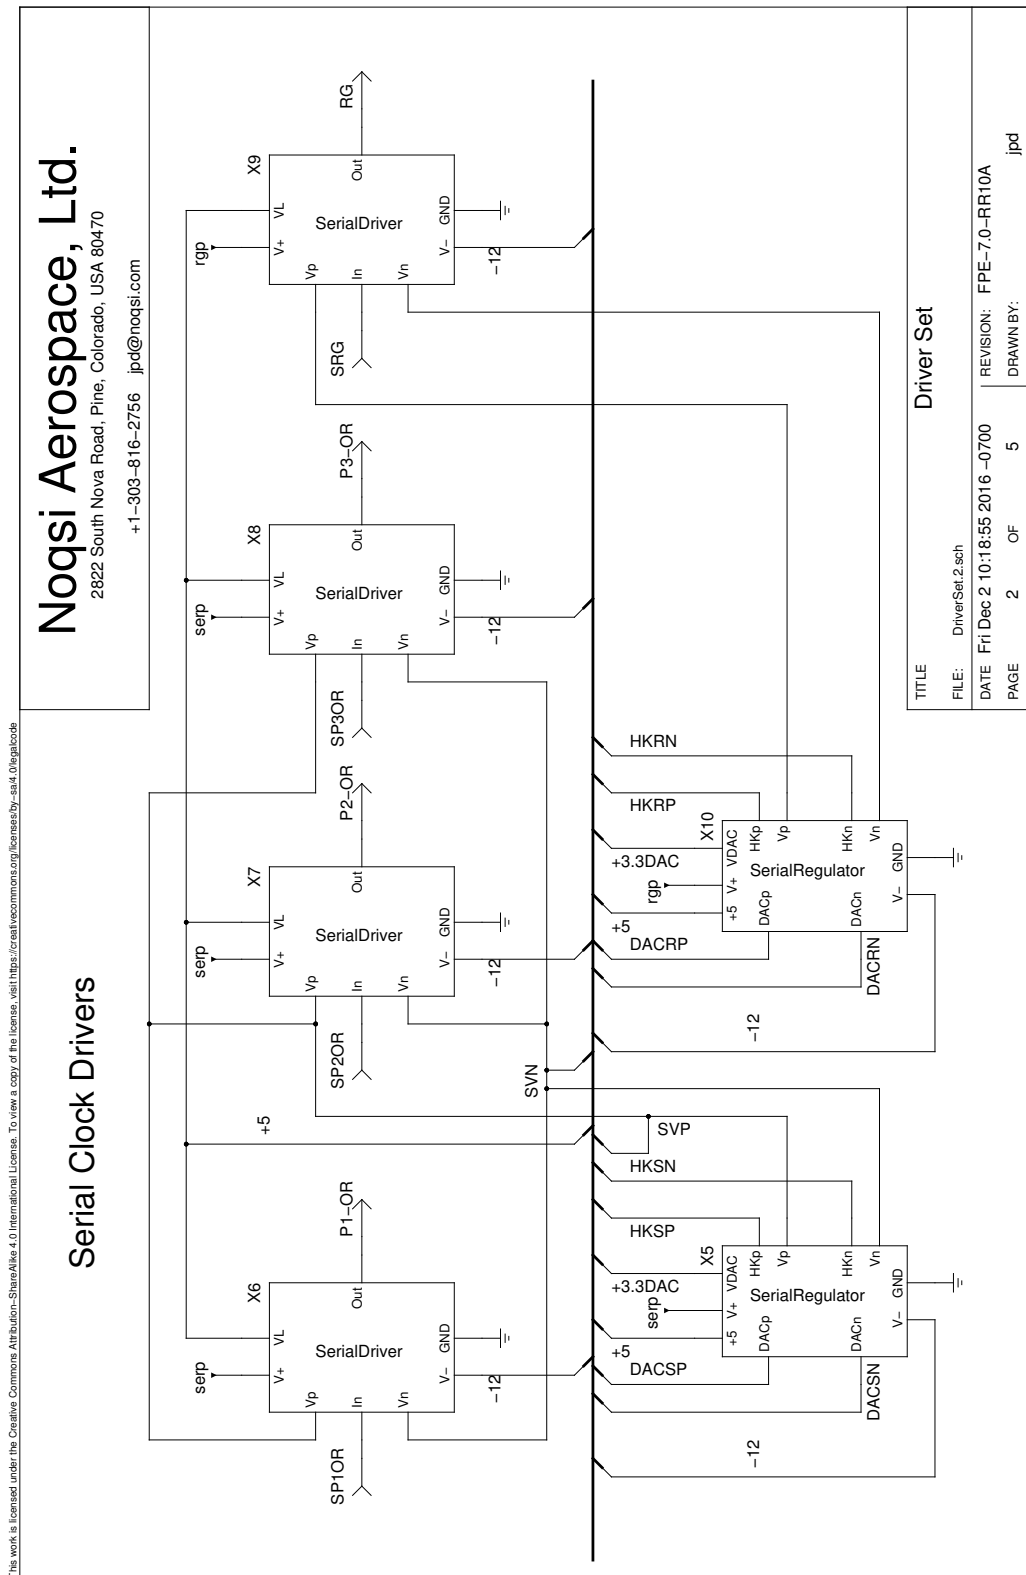 This work is licensed under the Creative Commons Attribution−ShareAlike 4.0 International License. To view a copy of the license, visit https://creativecommons.org/licenses/by−sa/4.0/legalcode
Noqsi Aerospace, Ltd.
2822 South Nova Road, Pine, Colorado, USA 80470
+1−303−816−2756 jpd@noqsi.com
Serial Clock Drivers
X6
serp
V+
VL
Vp
In
Vn
SerialDriver
Out
V−
GND
SP1OR
P1−OR
−12
+5
X7
serp
V+
VL
Vp
In
Vn
SerialDriver
Out
V−
GND
SP2OR
P2−OR
−12
X8
serp
V+
VL
Vp
In
Vn
SerialDriver
Out
V−
GND
SP3OR
P3−OR
−12
X9
rgp
V+
VL
Vp
In
Vn
SerialDriver
Out
V−
GND
SRG
RG
−12
SVN
SVP
−12
DACSN
DACSP
+5
serp
+3.3DAC
HKSP
HKSN
X5
+5
V+
VDAC
DACp
DACn
SerialRegulator
HKp
Vp
HKn
Vn
V−
GND
−12
DACRN
DACRP
+5
rgp
+3.3DAC
HKRP
HKRN
X10
+5
V+
VDAC
DACp
DACn
SerialRegulator
HKp
Vp
HKn
Vn
V−
GND
TITLE
Driver Set
FILE: DriverSet.2.sch
REVISION: FPE−7.0−RR10A
DATE Fri Dec 2 10:18:55 2016 −0700
PAGE 2 OF 5
DRAWN BY: jpd